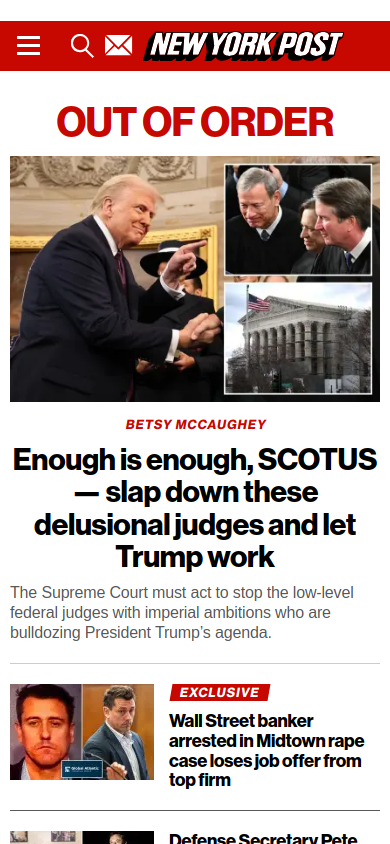 NEW YORK POST
OUT OF ORDER
BETSY MCCAUGHEY
Enough is enough, SCOTUS
— slap down these
delusional judges and let
Trump work
The Supreme Court must act to stop the low-level
federal judges with imperial ambitions who are
bulldozing President Trump's agenda.
EXCLUSIVE
Wall Street banker
arrested in Midtown rape
case loses job offer from
top firm
Global Atlantic
Defense Secretary Pete